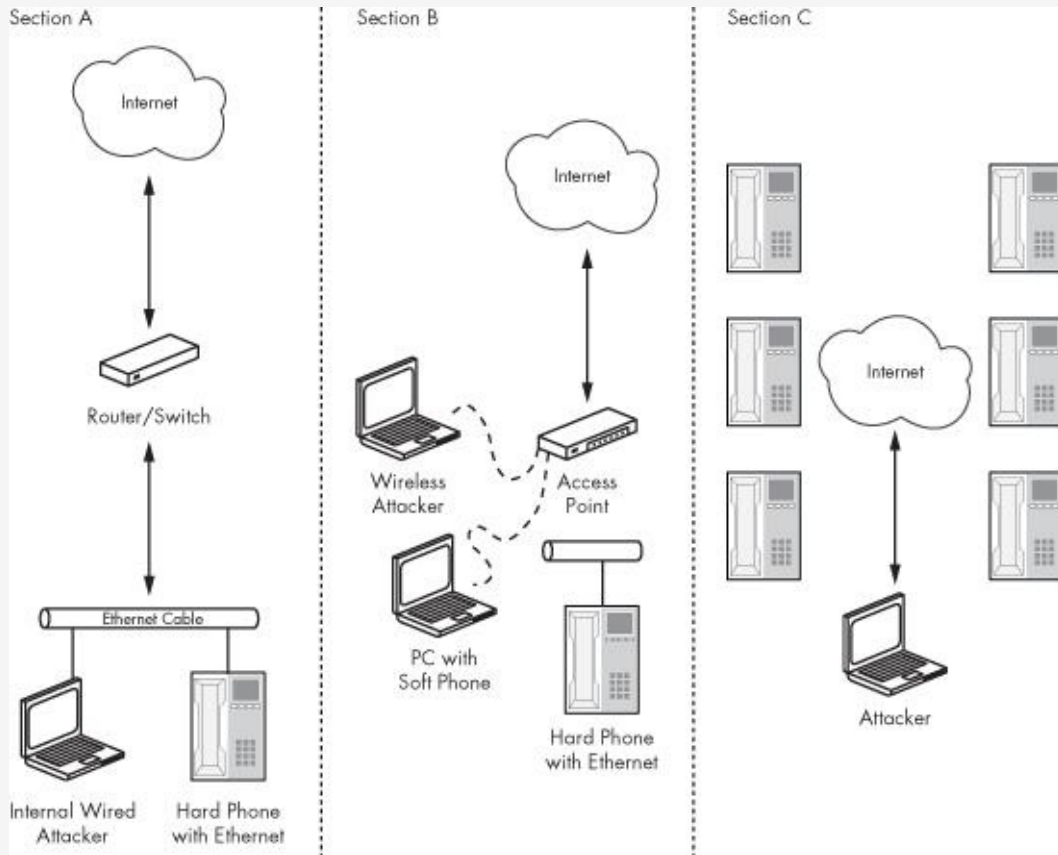 Section A
Internet
Router/Switch
Ethernet Cable
Internal Wired
Attacker
Hard Phone
with Ethernet
Section B
Internet
Wireless
Attacker
Access
Point
PC with
Soft Phone
Hard Phone
with Ethernet
Section C
Internet
Attacker